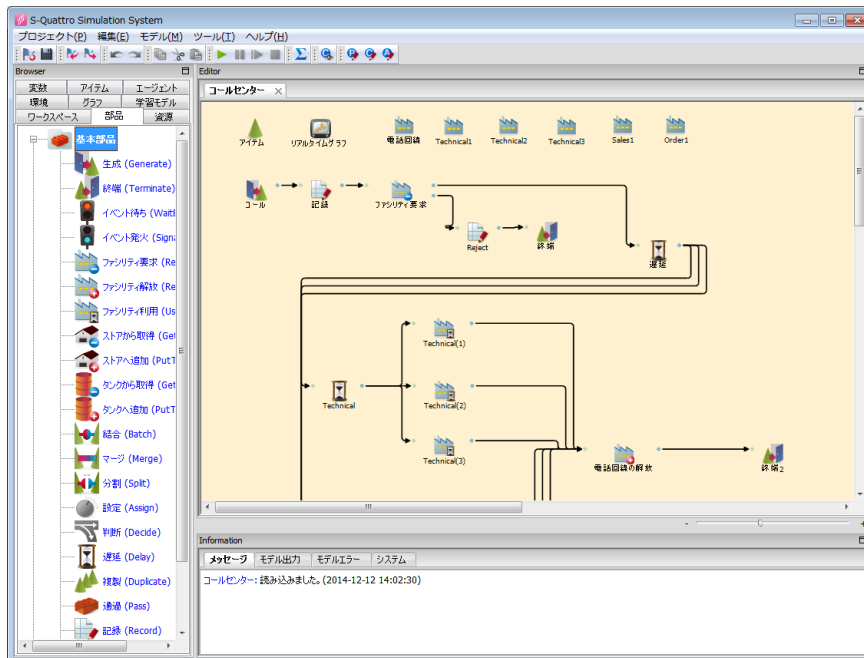 S-Quattro Simulation System
プロジェクト(P) 編集(E) モデル(M) ツール(T) ヘルプ(H)
Browser
変数 アイテム エージェント
環境 グラフ 学習モデル
ワークスペース 部品 資源
基本部品
生成 (Generate)
終端 (Terminate)
イベント待ち (Waitf
イベント発火 (Signa
ファシリティ要求 (Re
ファシリティ解放 (Re
ファシリティ利用 (Us
ストアから取得 (Get
ストアへ追加 (PutT
タンクから取得 (Get
タンクへ追加 (PutT
結合 (Batch)
マージ (Merge)
分割 (Split)
設定 (Assign)
判断 (Decide)
遅延 (Delay)
複製 (Duplicate)
通過 (Pass)
記録 (Record)
Editor
コールセンター
アイテム
リアルタイムグラフ
電話回線
Technical1
Technical2
Technical3
Sales1
Order1
コール
記録
ファシリティ要求
Reject
終端
遅延
Technical
Technical(1)
Technical(2)
Technical(3)
電話回線の解放
終端2
Information
メッセージ モデル出力 モデルエラー システム
コールセンター: 読み込みました。(2014-12-12 14:02:30)